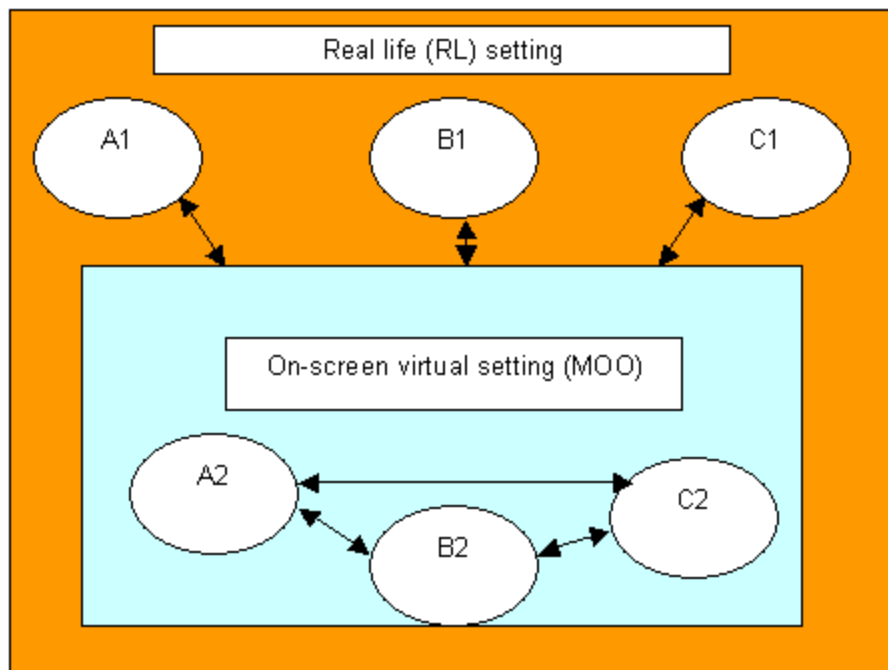 Real life (RL) setting
A1
B1
C1
On-screen virtual setting (MOO)
A2
B2
C2